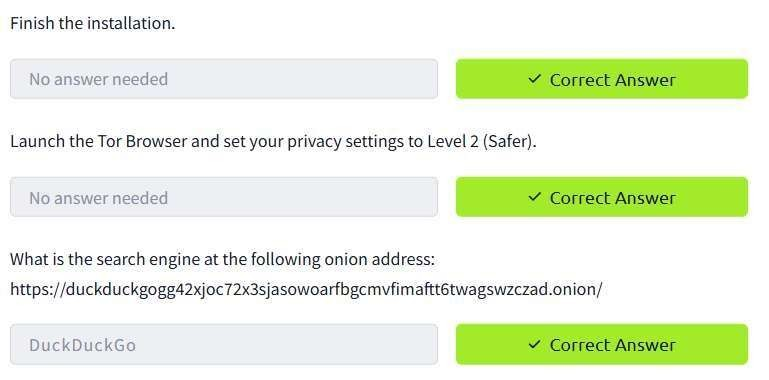 Finish the installation.
No answer needed
✓ Correct Answer
Launch the Tor Browser and set your privacy settings to Level 2 (Safer).
No answer needed
✓ Correct Answer
What is the search engine at the following onion address:
https://duckduckgogg42xjoc72x3sjasowoarfbgcmvfimaftt6twagswzczad.onion/
DuckDuckGo
✓ Correct Answer